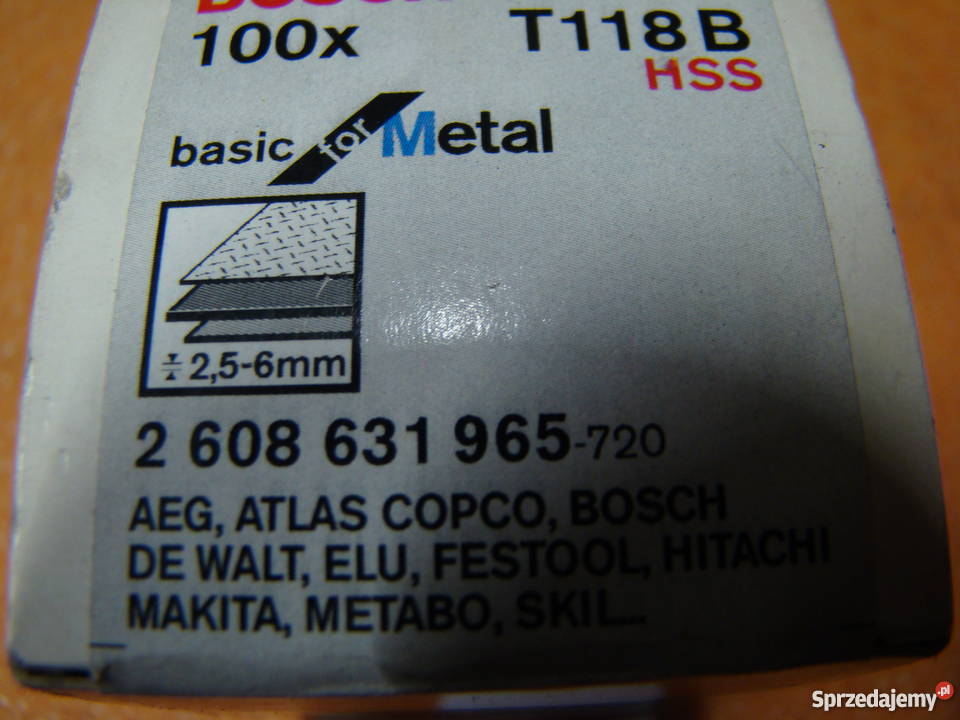 BOSCH
100x T118 B
HSS
basic for Metal
2,5-6mm
2 608 631 965-720
AEG, ATLAS COPCO, BOSCH
DE WALT, ELU, FESTOOL, HITACHI
MAKITA, METABO, SKIL...
Sprzedajemy.pl